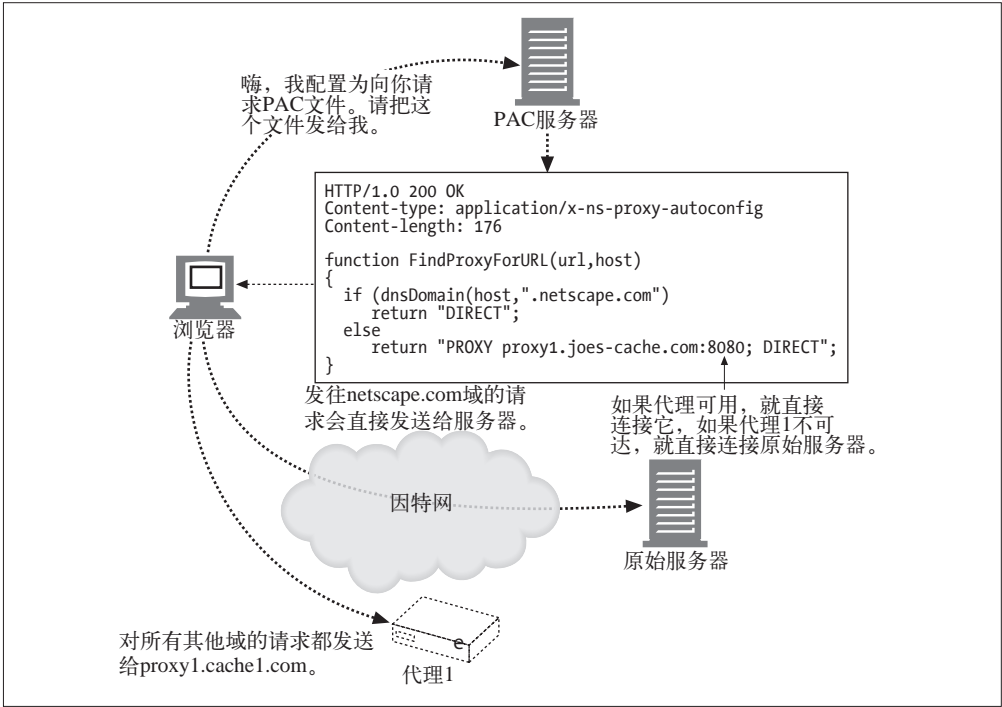 嗨，我配置为向你请
求PAC文件。请把这
个文件发给我。
PAC服务器
HTTP/1.0 200 OK
Content-type: application/x-ns-proxy-autoconfig
Content-length: 176
function FindProxyForURL(url,host)
{
if (dnsDomain(host,".netscape.com")
return "DIRECT";
else
return "PROXY proxy1.joes-cache.com:8080; DIRECT";
}
浏览器
发往netscape.com域的请
求会直接发送给服务器。
如果代理可用，就直接
连接它，如果代理1不可
达，就直接连接原始服务器。
因特网
原始服务器
对所有其他域的请求都发送
给proxy1.cache1.com。
e
代理1